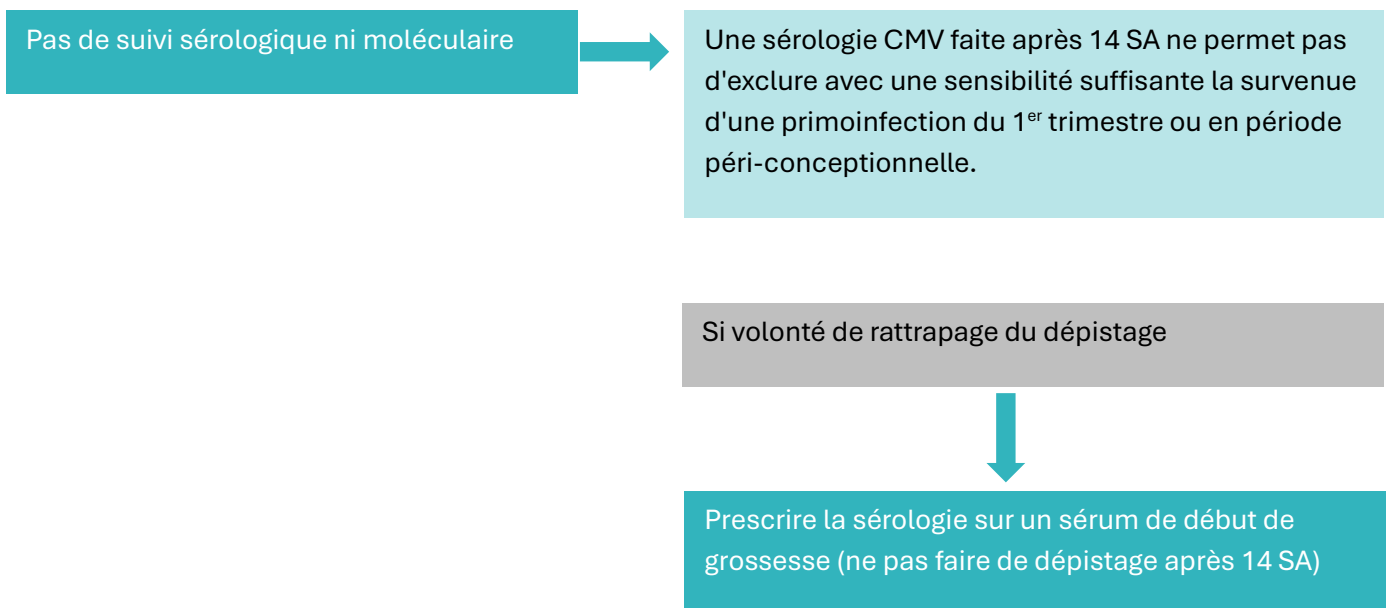 Pas de suivi sérologique ni moléculaire
Une sérologie CMV faite après 14 SA ne permet pas
d'exclure avec une sensibilité suffisante la survenue
d'une primoinfection du 1er trimestre ou en période
péri-conceptionnelle.
Si volonté de rattrapage du dépistage
Prescrire la sérologie sur un sérum de début de
grossesse (ne pas faire de dépistage après 14 SA)